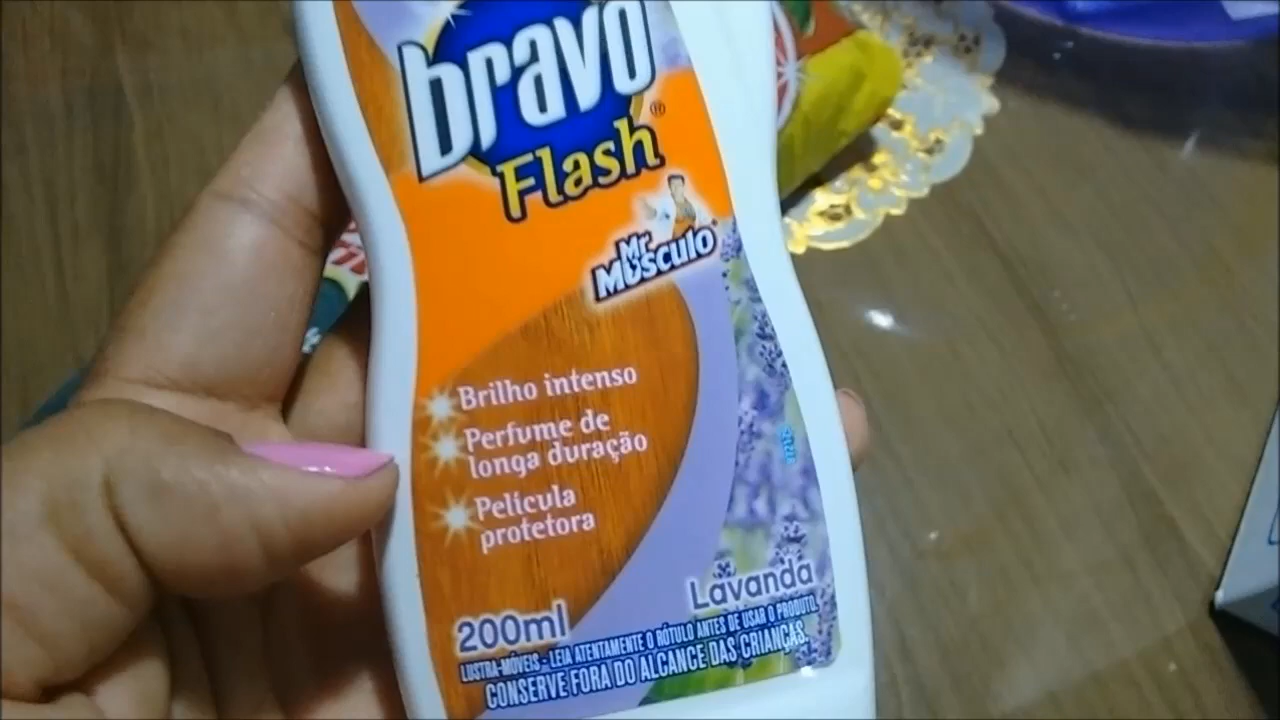 bravo®
Flash
Mr
Músculo
Brilho intenso
Perfume de
longa duração
Película
protetora
Lavanda
200ml
LUSTRA-MÓVEIS - LEIA ATENTAMENTE O RÓTULO ANTES DE USAR O PRODUTO.
CONSERVE FORA DO ALCANCE DAS CRIANÇAS.